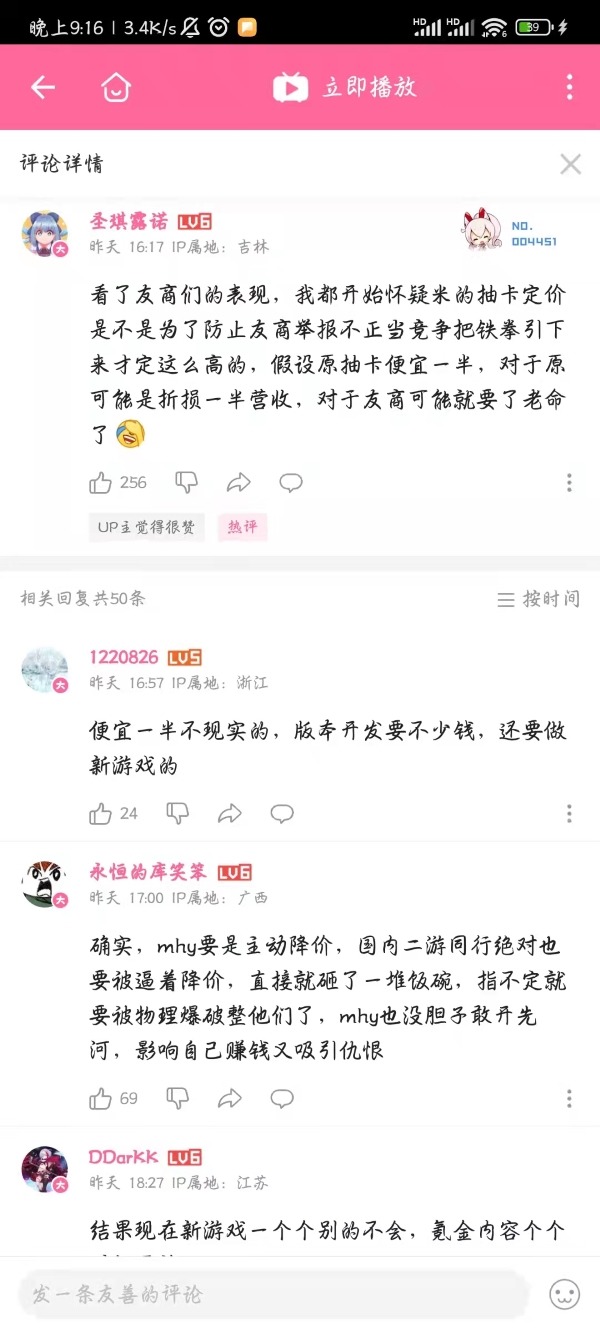 晚上9:16 | 3.4K/s
HD HD 6 39
立即播放
评论详情
圣琪露诺 LV6
昨天 16:17 IP属地：吉林
NO.
004451
看了友商们的表现，我都开始怀疑米的抽卡定价
是不是为了防止友商举报不正当竞争把铁拳引下
来才定这么高的，假设原抽卡便宜一半，对于原
可能是折损一半营收，对于友商可能就要了老命
了
256
UP主觉得很赞 热评
相关回复共50条 按时间
1220826 LV5
大
昨天 16:57 IP属地：浙江
便宜一半不现实的，版本开发要不少钱，还要做
新游戏的
24
永恒的库笑笨 LV6
大
昨天 17:00 IP属地：广西
确实，mhy要是主动降价，国内二游同行绝对也
要被逼着降价，直接就砸了一堆饭碗，指不定就
要被物理爆破整他们了，mhy也没胆子敢开先
河，影响自己赚钱又吸引仇恨
69
DDarKK LV6
大
昨天 18:27 IP属地：江苏
结果现在新游戏一个个别的不会，氪金内容个个
发一条友善的评论